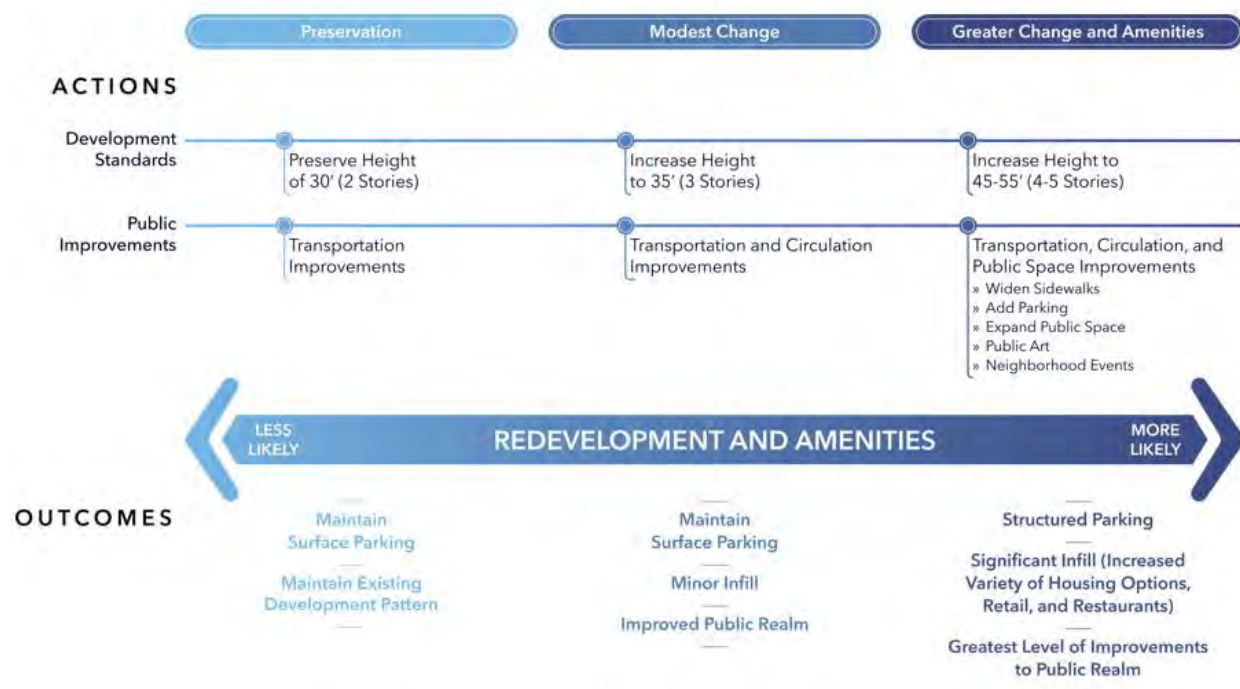 Preservation
Modest Change
Greater Change and Amenities
ACTIONS
Development
Standards
Preserve Height
of 30' (2 Stories)
Increase Height
to 35' (3 Stories)
Increase Height to
45-55' (4-5 Stories)
Public
Improvements
Transportation
Improvements
Transportation and Circulation
Improvements
Transportation, Circulation, and
Public Space Improvements
» Widen Sidewalks
» Add Parking
» Expand Public Space
» Public Art
» Neighborhood Events
LESS
LIKELY
REDEVELOPMENT AND AMENITIES
MORE
LIKELY
OUTCOMES
Maintain
Surface Parking
Maintain Existing
Development Pattern
Maintain
Surface Parking
Minor Infill
Improved Public Realm
Structured Parking
Significant Infill (Increased
Variety of Housing Options,
Retail, and Restaurants)
Greatest Level of Improvements
to Public Realm